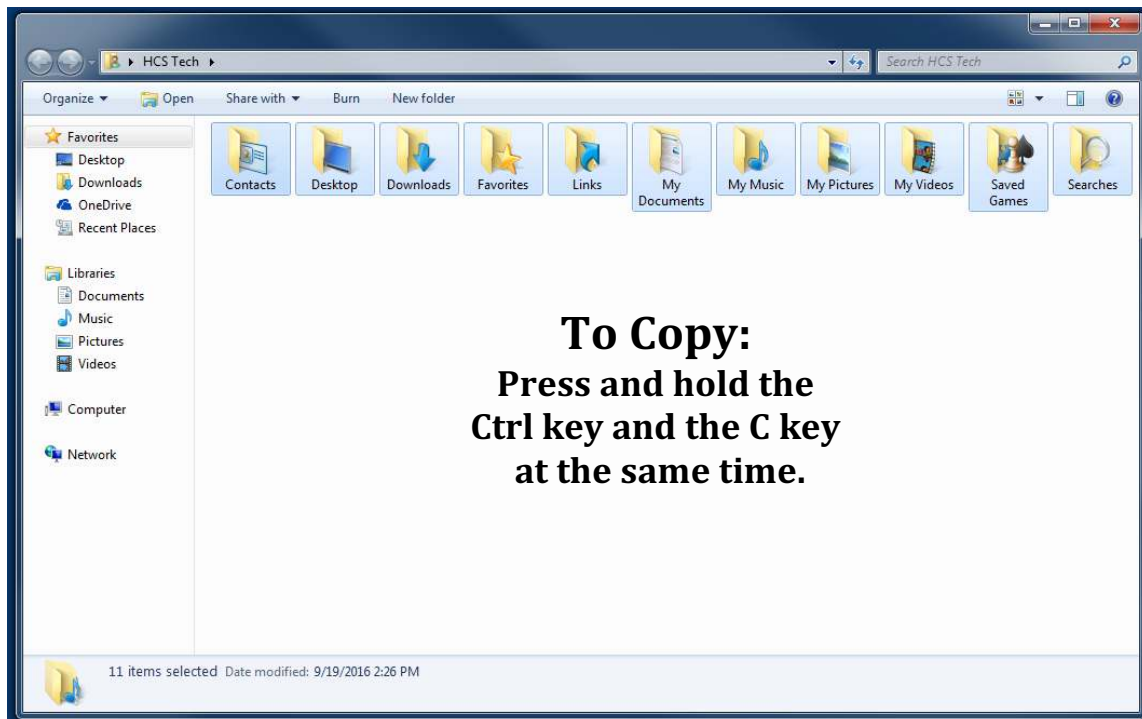 HCS Tech
Search HCS Tech
Organize Open Share with Burn New folder
Favorites
Desktop
Downloads
OneDrive
Recent Places
Libraries
Documents
Music
Pictures
Videos
Computer
Network
Contacts
Desktop
Downloads
Favorites
Links
My
Documents
My Music
My Pictures
My Videos
Saved
Games
Searches
To Copy:
Press and hold the
Ctrl key and the C key
at the same time.
11 items selected Date modified: 9/19/2016 2:26 PM